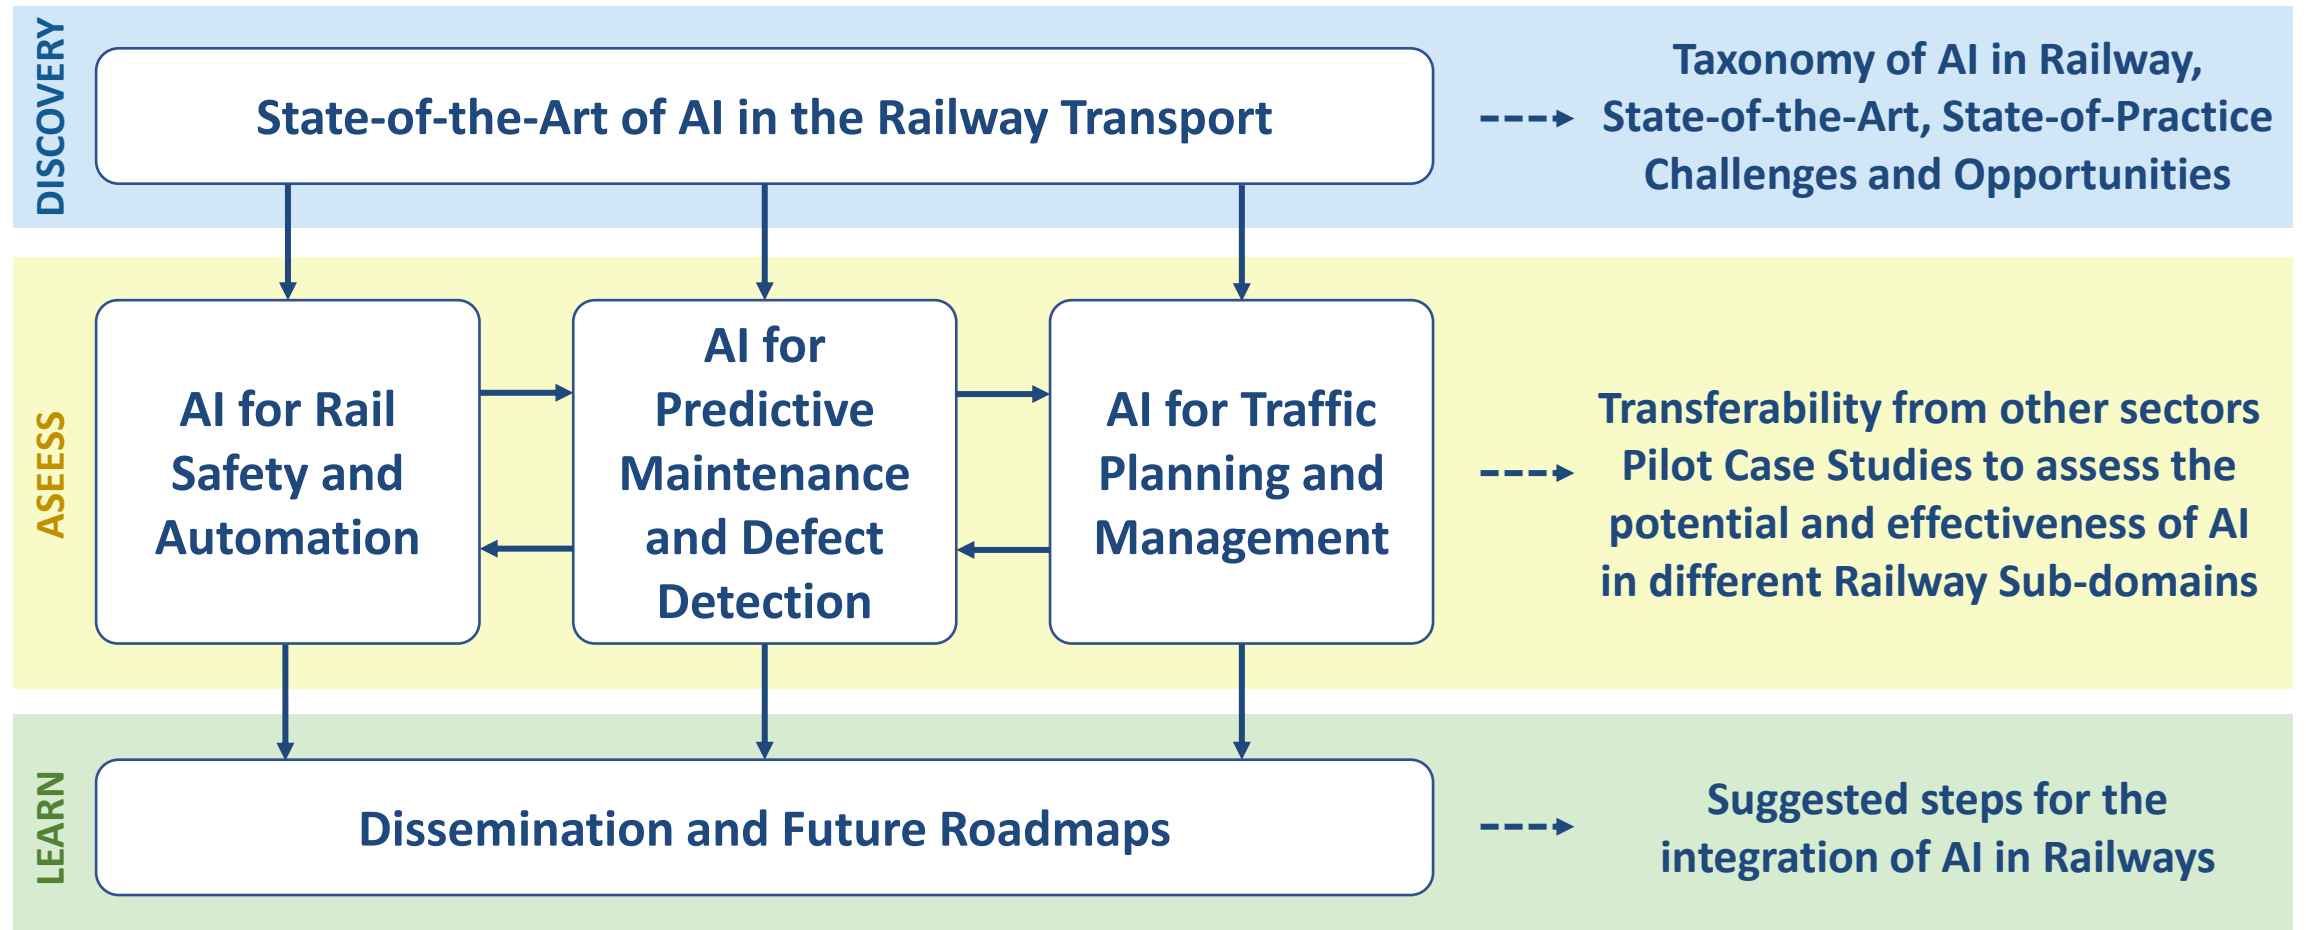 DISCOVERY
State-of-the-Art of AI in the Railway Transport
Taxonomy of AI in Railway,
State-of-the-Art, State-of-Practice
Challenges and Opportunities
ASEESS
AI for Rail
Safety and
Automation
AI for
Predictive
Maintenance
and Defect
Detection
AI for Traffic
Planning and
Management
Transferability from other sectors
Pilot Case Studies to assess the
potential and effectiveness of AI
in different Railway Sub-domains
LEARN
Dissemination and Future Roadmaps
Suggested steps for the
integration of AI in Railways